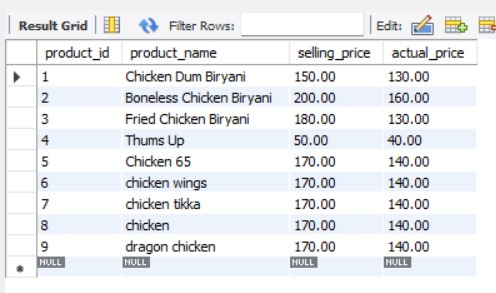 Result Grid Filter Rows: Edit:
product_id product_name selling_price actual_price
1 Chicken Dum Biryani 150.00 130.00
2 Boneless Chicken Biryani 200.00 160.00
3 Fried Chicken Biryani 180.00 130.00
4 Thums Up 50.00 40.00
5 Chicken 65 170.00 140.00
6 chicken wings 170.00 140.00
7 chicken tikka 170.00 140.00
8 chicken 170.00 140.00
9 dragon chicken 170.00 140.00
NULL NULL NULL NULL